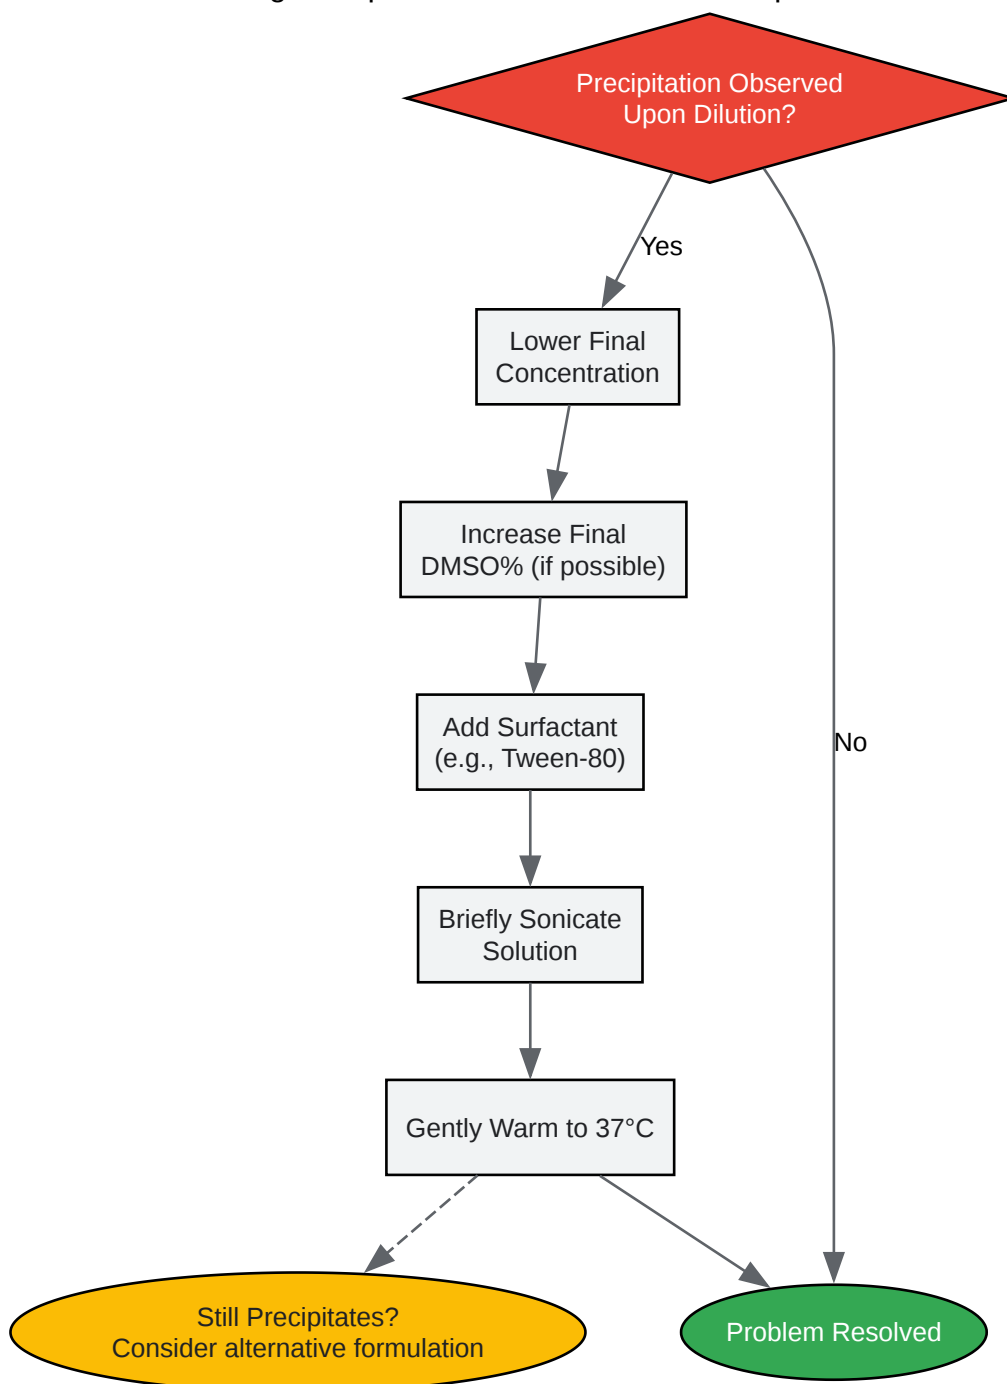 Precipitation Observed
Upon Dilution?
Yes
Lower Final
Concentration
Increase Final
DMSO% (if possible)
Add Surfactant
(e.g., Tween-80)
No
Briefly Sonicate
Solution
Gently Warm to 37°C
Still Precipitates?
Consider alternative formulation
Problem Resolved